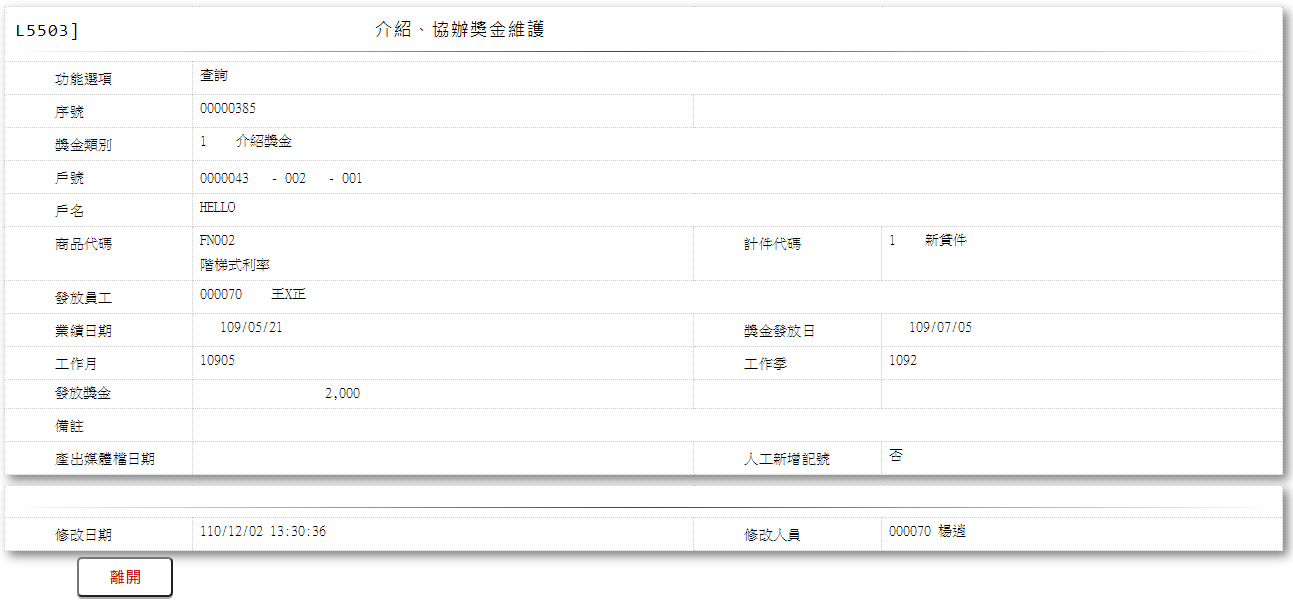 L5503] 介紹、協辦獎金維護
功能選項 查詢
序號 00000385
獎金類別 1 介紹獎金
戶號 0000043 - 002 - 001
戶名 HELLO
商品代碼 FN002 計件代碼 1 新貸件
階梯式利率
發放員工 000070 王X正
業績日期 109/05/21 獎金發放日 109/07/05
工作月 10905 工作季 1092
發放獎金 2,000
備註
產出媒體檔日期 人工新增記號 否
修改日期 110/12/02 13:30:36 修改人員 000070 楊逍
離開